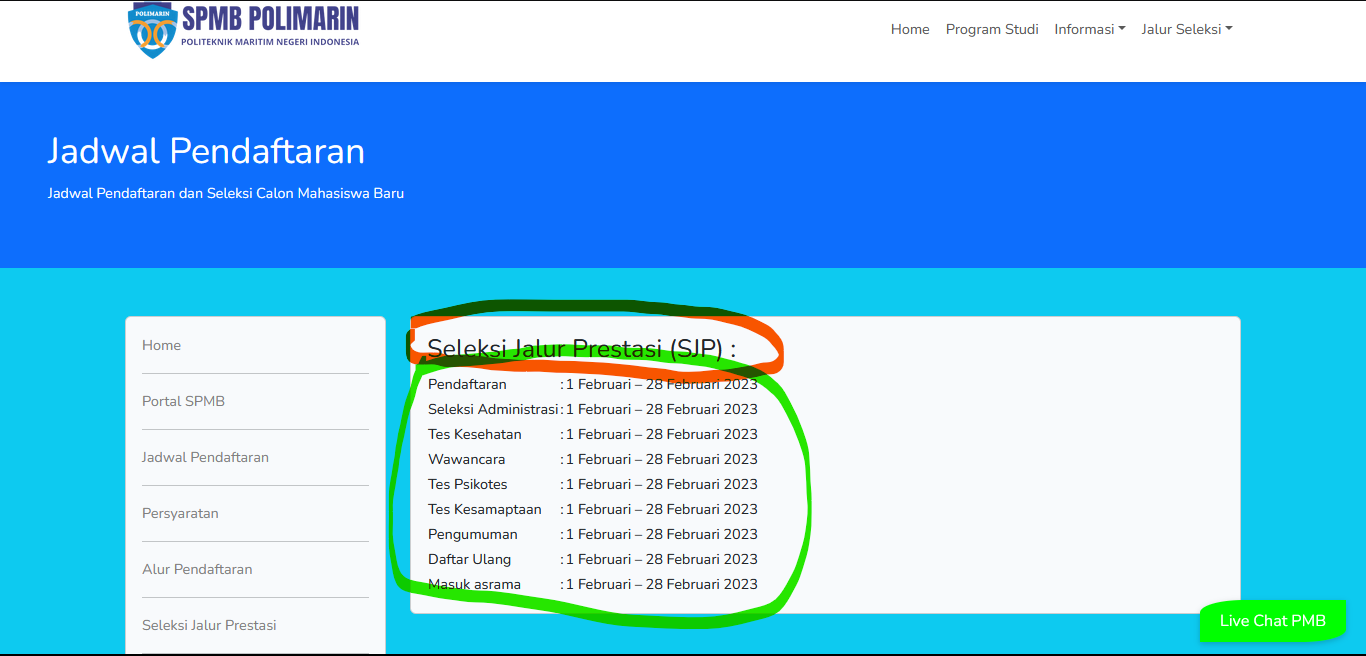 POLIMARIN
SPMB POLIMARIN
POLITEKNIK MARITIM NEGERI INDONESIA
Home Program Studi Informasi Jalur Seleksi
Jadwal Pendaftaran
Jadwal Pendaftaran dan Seleksi Calon Mahasiswa Baru
Home
Portal SPMB
Jadwal Pendaftaran
Persyaratan
Alur Pendaftaran
Seleksi Jalur Prestasi
Seleksi Jalur Prestasi (SJP) :
Pendaftaran : 1 Februari – 28 Februari 2023
Seleksi Administrasi : 1 Februari – 28 Februari 2023
Tes Kesehatan : 1 Februari – 28 Februari 2023
Wawancara : 1 Februari – 28 Februari 2023
Tes Psikotes : 1 Februari – 28 Februari 2023
Tes Kesamaptaan : 1 Februari – 28 Februari 2023
Pengumuman : 1 Februari – 28 Februari 2023
Daftar Ulang : 1 Februari – 28 Februari 2023
Masuk asrama : 1 Februari – 28 Februari 2023
Live Chat PMB